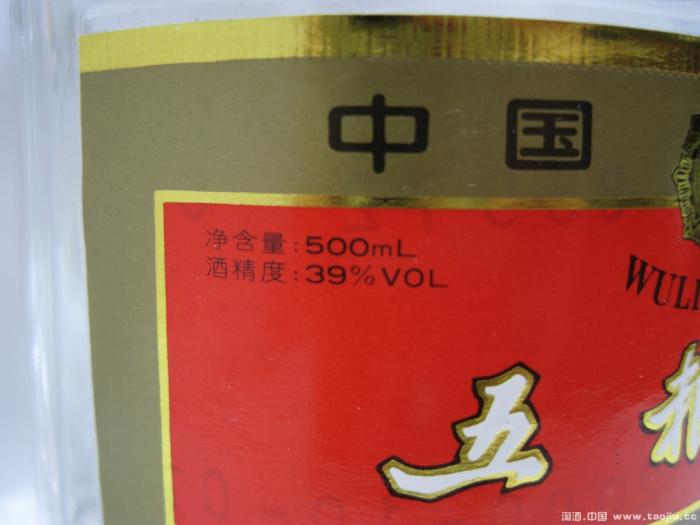 中国
净含量: 500mL
酒精度: 39%VOL
WULI
五
淘酒.中国 www.taojiu.cc